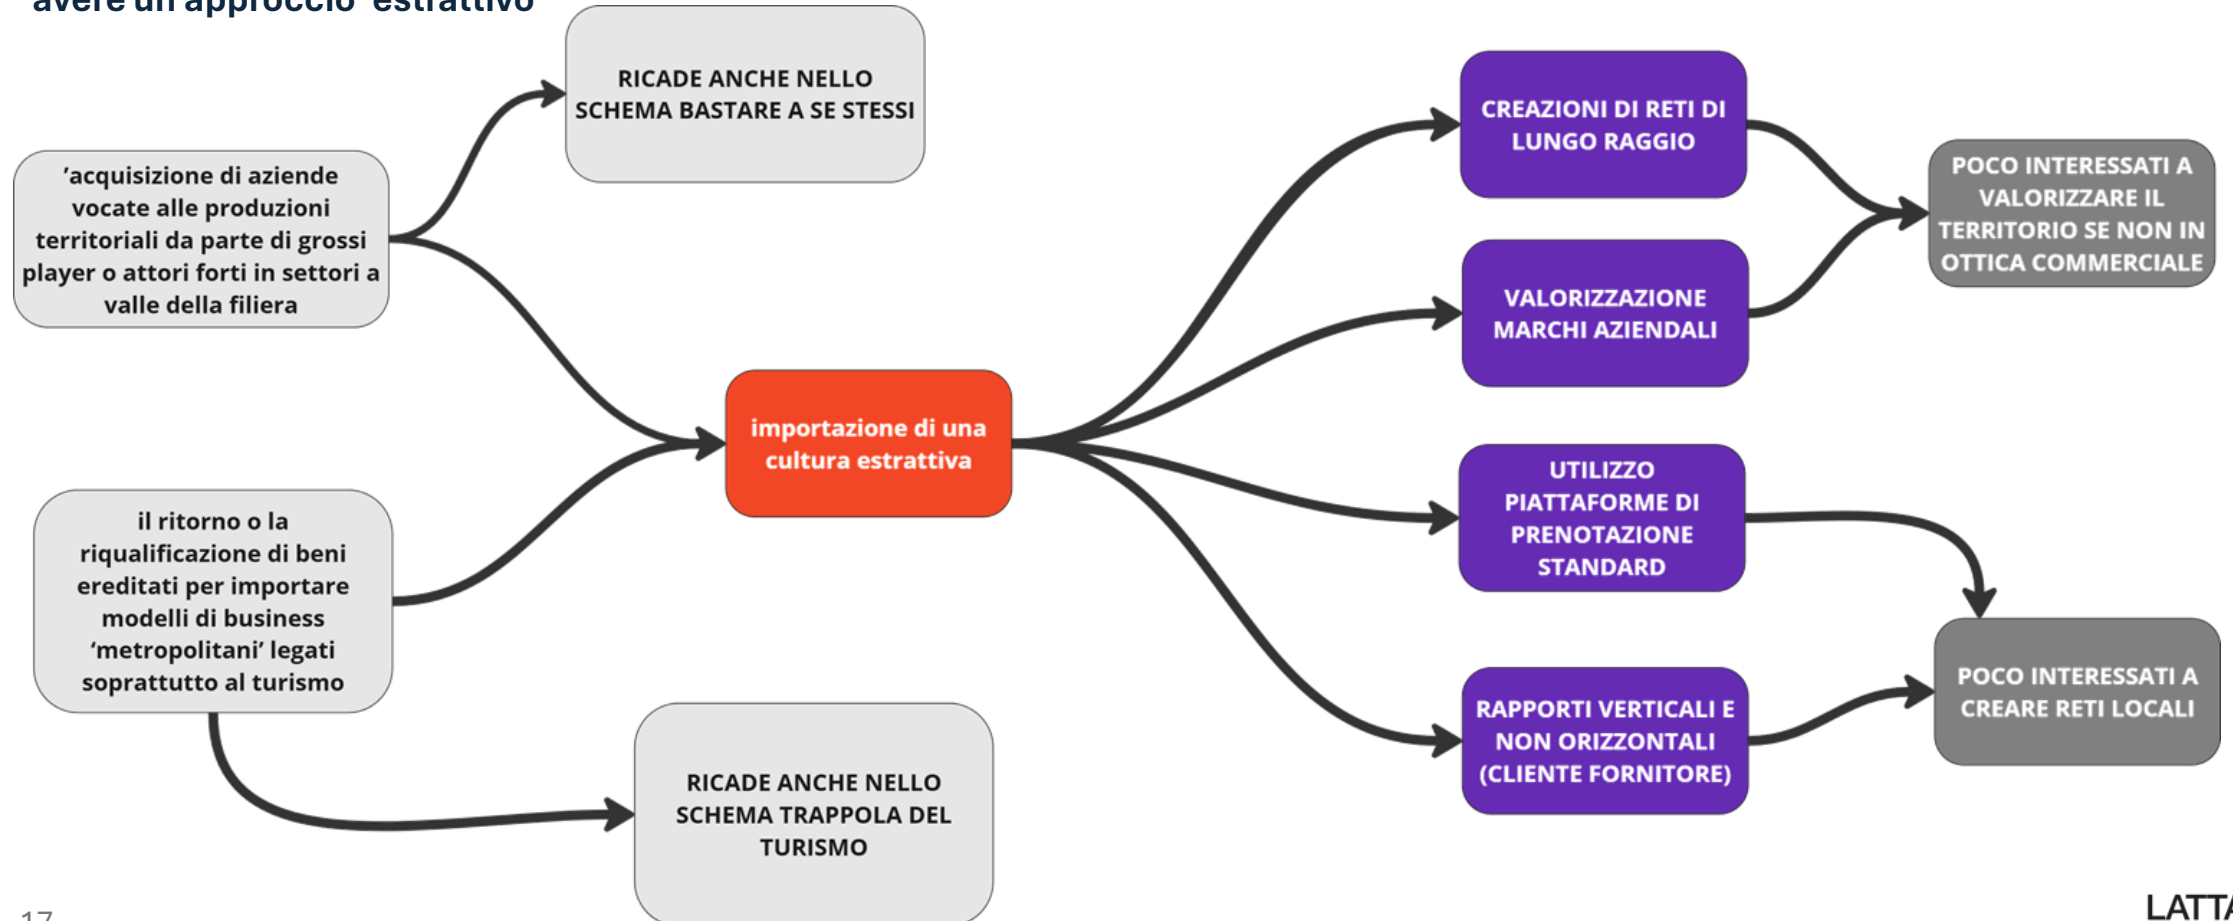 avere un approccio 'estrattivo'
RICADE ANCHE NELLO
SCHEMA BASTARE A SE STESSI
’acquisizione di aziende
vocate alle produzioni
territoriali da parte di grossi
player o attori forti in settori a
valle della filiera
il ritorno o la
riqualificazione di beni
ereditati per importare
modelli di business
‘metropolitani’ legati
soprattutto al turismo
RICADE ANCHE NELLO
SCHEMA TRAPPOLA DEL
TURISMO
importazione di una
cultura estrattiva
CREAZIONI DI RETI DI
LUNGO RAGGIO
VALORIZZAZIONE
MARCHI AZIENDALI
UTILIZZO
PIATTAFORME DI
PRENOTAZIONE
STANDARD
RAPPORTI VERTICALI E
NON ORIZZONTALI
(CLIENTE FORNITORE)
POCO INTERESSATI A
VALORIZZARE IL
TERRITORIO SE NON IN
OTTICA COMMERCIALE
POCO INTERESSATI A
CREARE RETI LOCALI
17
LATTA